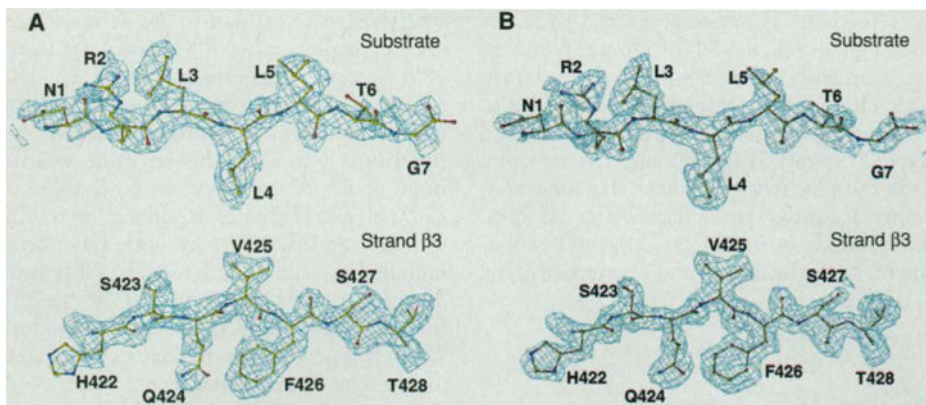 A
Substrate
R2
L3
L5
N1
T6
G7
L4
Strand β3
V425
S423
S427
H422
F426
T428
Q424
B
Substrate
L3
R2
L5
N1
T6
G7
L4
Strand β3
V425
S423
S427
H422
F426
T428
Q424